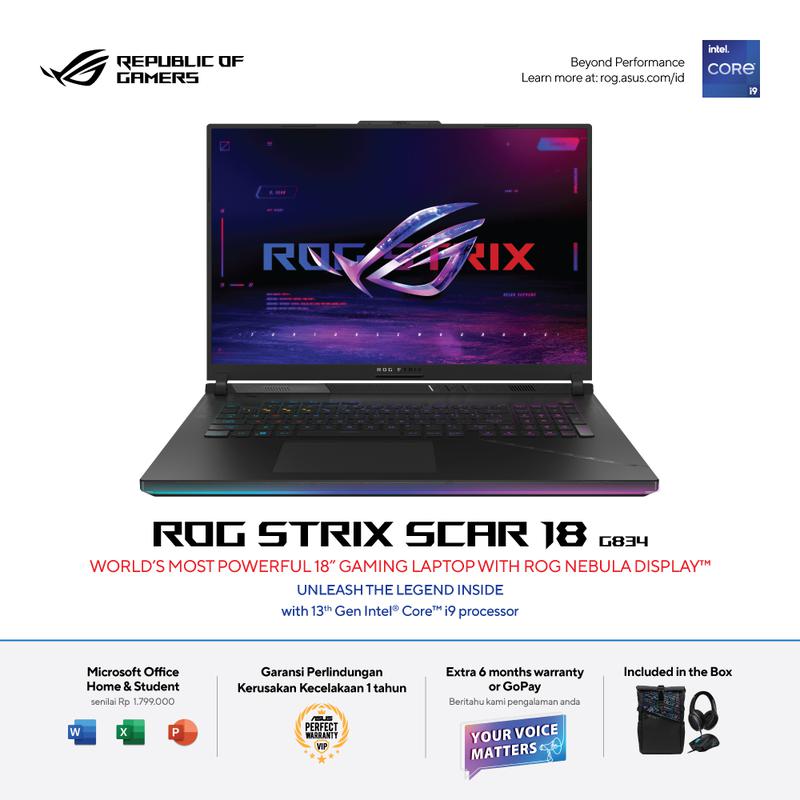 REPUBLIC OF
GAMERS
Beyond Performance
Learn more at: rog.asus.com/id
intel.
CORE
i9
ROG STRIX
ROG STRIX
ROG STRIX SCAR 18 G834
WORLD'S MOST POWERFUL 18" GAMING LAPTOP WITH ROG NEBULA DISPLAY™
UNLEASH THE LEGEND INSIDE
with 13th Gen Intel® Core™ i9 processor
Microsoft Office
Home & Student
senilai Rp 1.799.000
W
X
P
Garansi Perlindungan
Kerusakan Kecelakaan 1 tahun
ASUS
PERFECT
WARRANTY
VIP
Extra 6 months warranty
or GoPay
Beritahu kami pengalaman anda
YOUR VOICE
MATTERS
Included in the Box